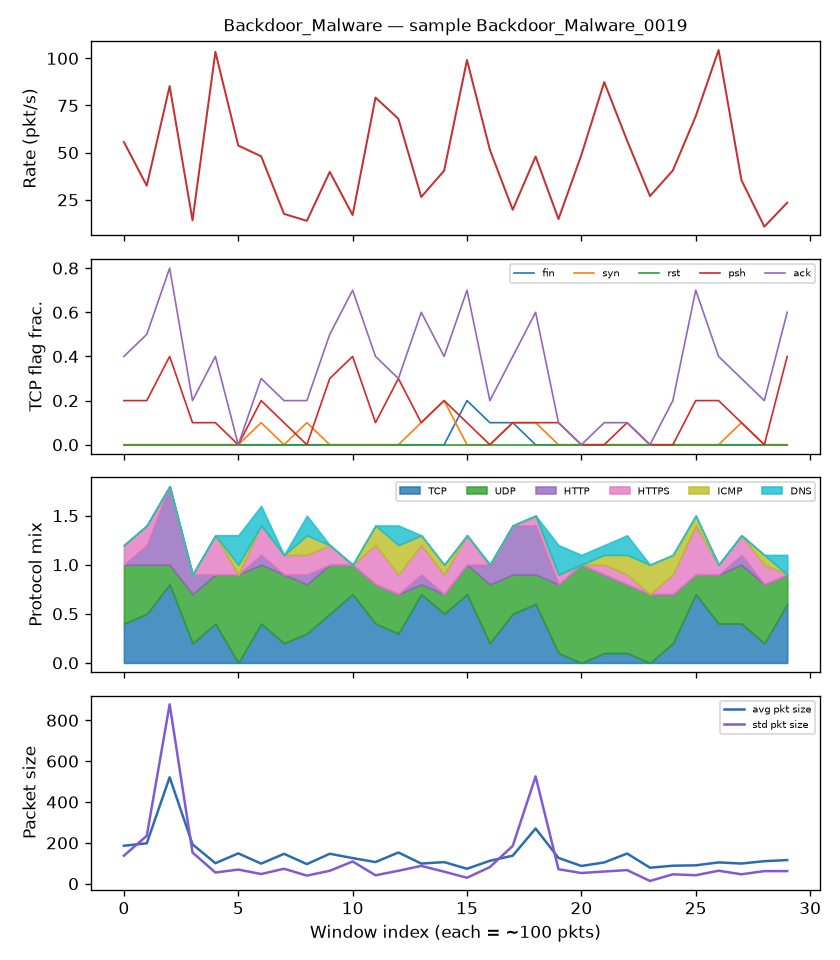 Backdoor_Malware — sample Backdoor_Malware_0019
Rate (pkt/s)
100
75
50
25
TCP flag frac.
0.8
0.6
0.4
0.2
0.0
fin syn rst psh ack
Protocol mix
1.5
1.0
0.5
0.0
TCP UDP HTTP HTTPS ICMP DNS
Packet size
800
600
400
200
0
avg pkt size
std pkt size
0 5 10 15 20 25 30
Window index (each = ~100 pkts)